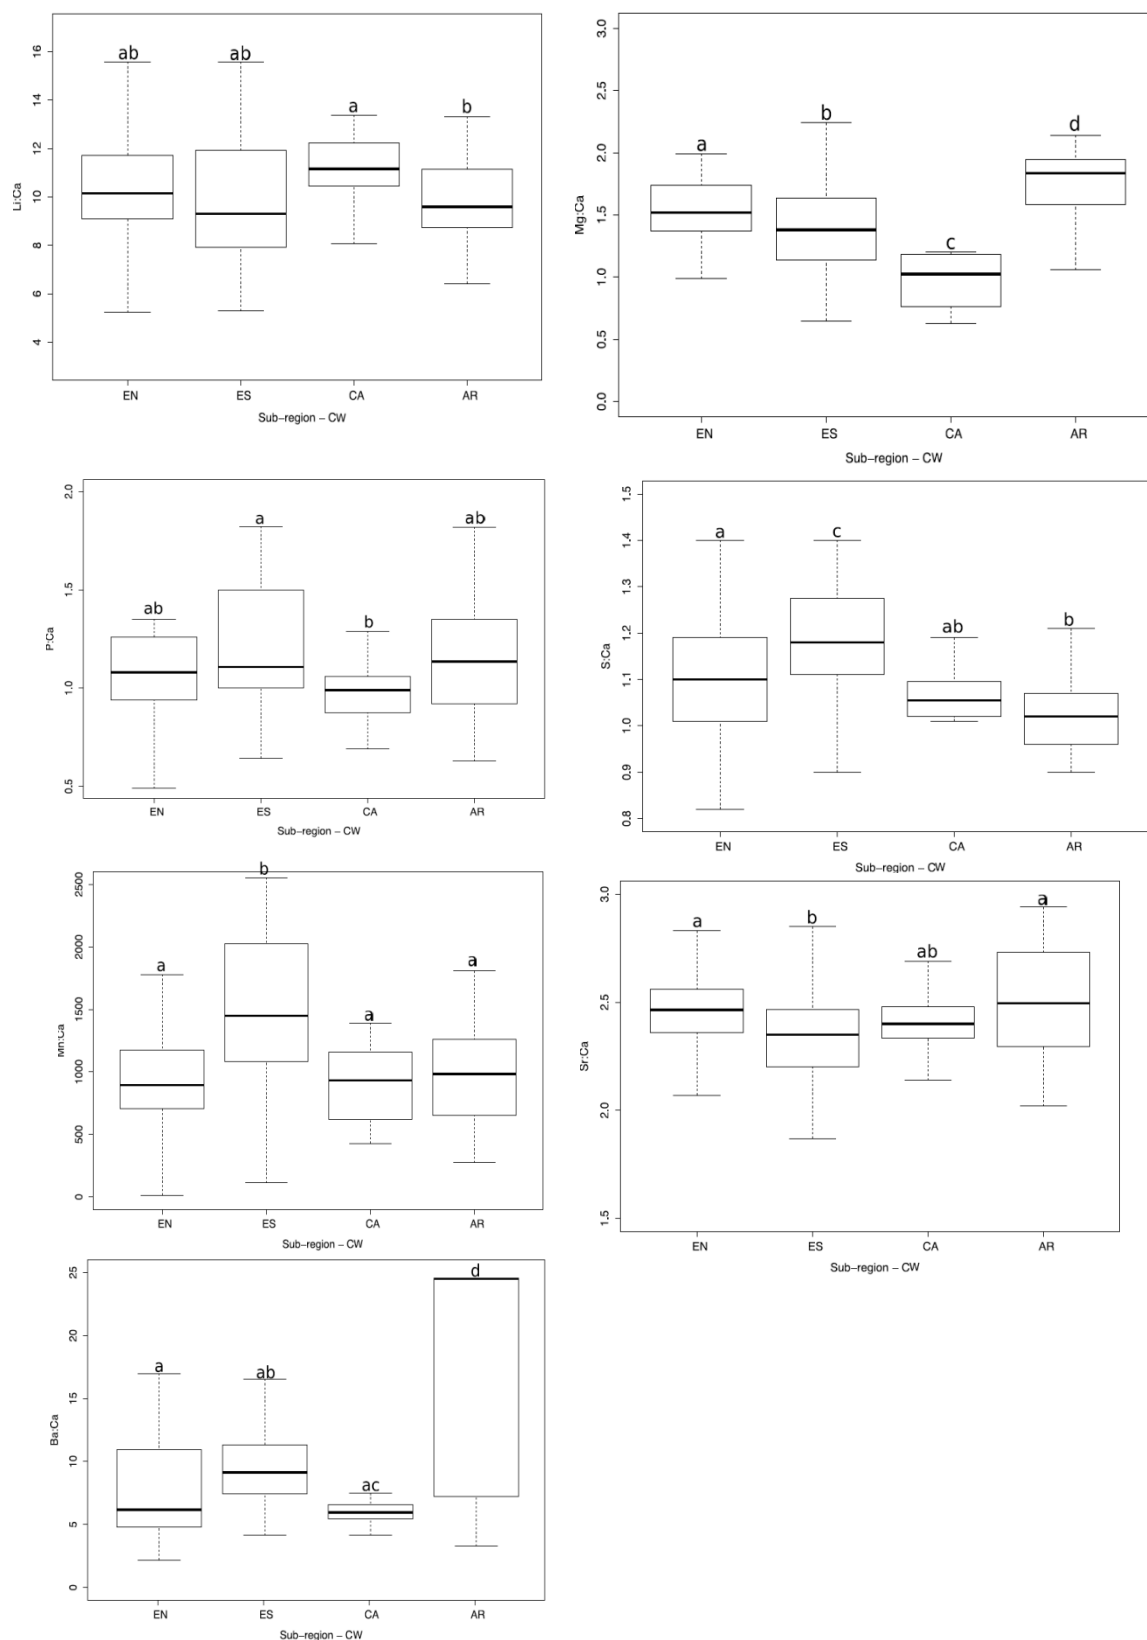 Li:Ca
16
14
12
10
8
6
4
ab
ab
a
b
EN
ES
CA
AR
Sub-region – CW
Mg:Ca
3.0
2.5
2.0
1.5
1.0
0.5
0.0
a
b
c
d
EN
ES
CA
AR
Sub-region – CW
P:Ca
2.0
1.5
1.0
0.5
ab
a
b
ab
EN
ES
CA
AR
Sub-region – CW
S:Ca
1.5
1.4
1.3
1.2
1.1
1.0
0.9
0.8
a
c
ab
b
EN
ES
CA
AR
Sub-region – CW
Mn:Ca
2500
2000
1500
1000
500
0
a
b
a
a
EN
ES
CA
AR
Sub-region – CW
Sr:Ca
3.0
2.5
2.0
1.5
a
b
ab
a
EN
ES
CA
AR
Sub-region – CW
Ba:Ca
25
20
15
10
5
0
a
ab
ac
d
EN
ES
CA
AR
Sub-region – CW